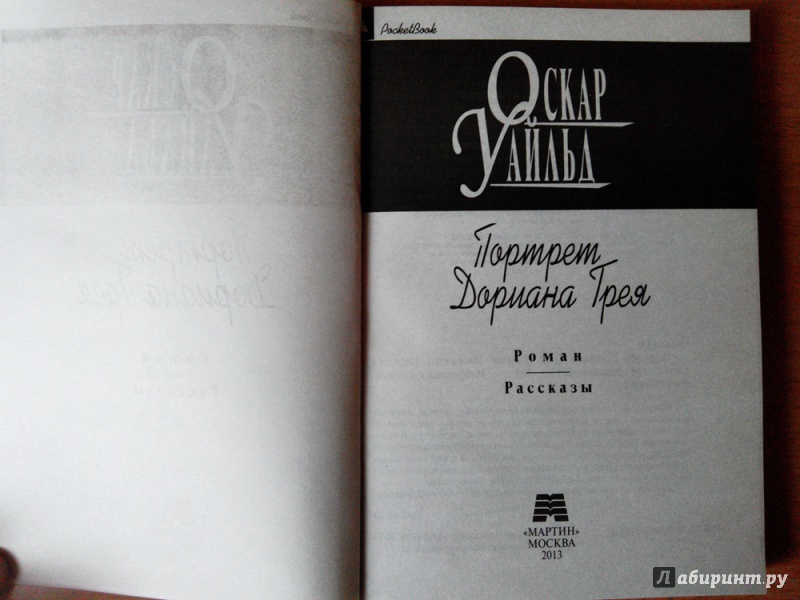 PocketBook
Оскар
Уайльд
Портрет
Дориана Грея
Роман
Рассказы
«МАРТИН»
МОСКВА
2013
Лабиринт.ру